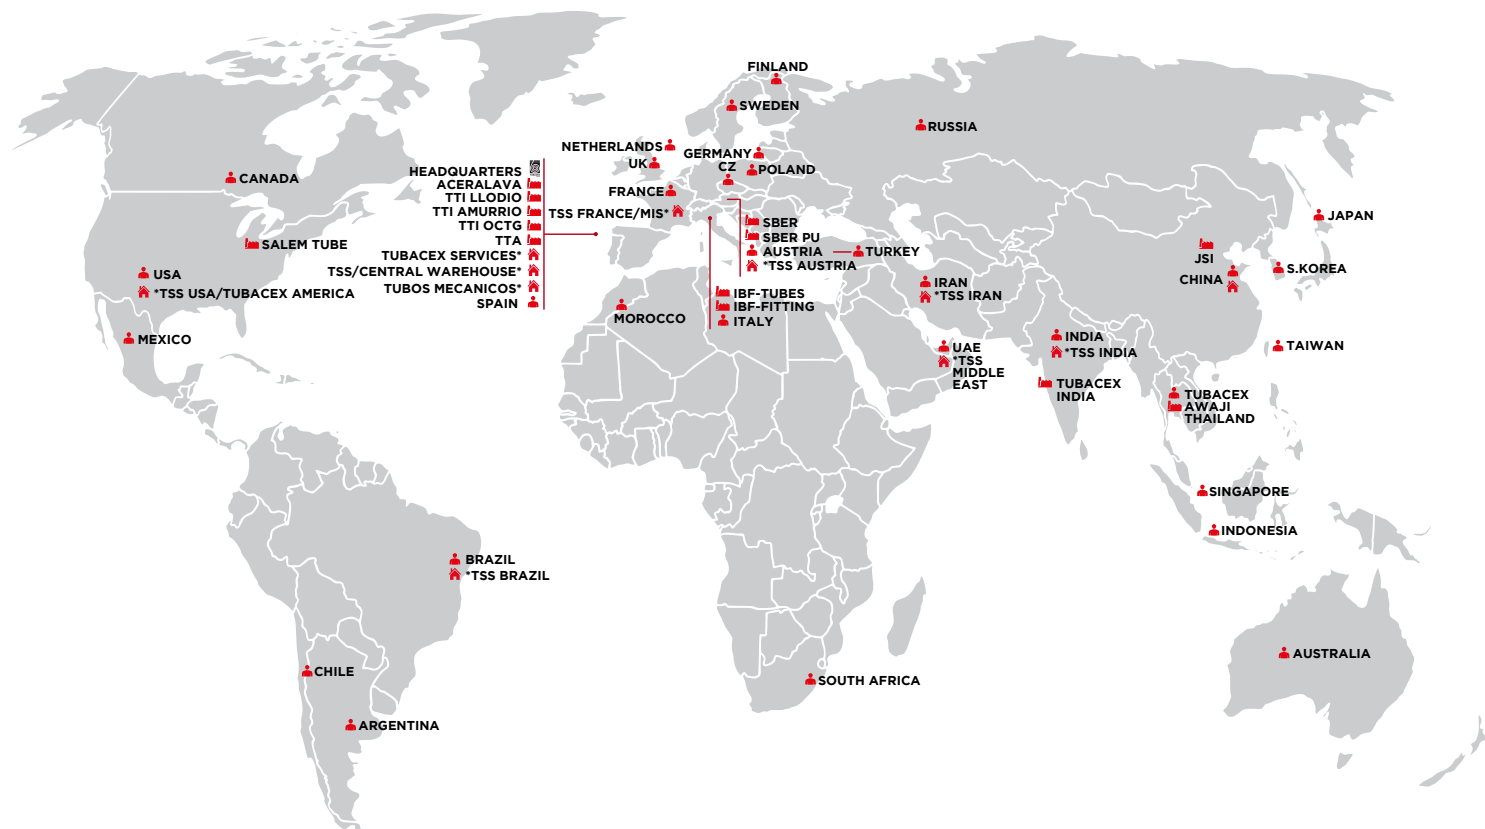 FINLAND
SWEDEN
RUSSIA
NETHERLANDS
GERMANY
UK
CZ
POLAND
HEADQUARTERS
ACERALAVA
TTI LLODIO
TTI AMURRIO
TTI OCTG
TTA
TUBACEX SERVICES*
TSS/CENTRAL WAREHOUSE*
TUBOS MECANICOS*
SPAIN
FRANCE
TSS FRANCE/MIS*
CANADA
SALEM TUBE
USA
*TSS USA/TUBACEX AMERICA
MEXICO
SBER
SBER PU
AUSTRIA
*TSS AUSTRIA
TURKEY
IBF-TUBES
IBF-FITTING
ITALY
MOROCCO
IRAN
*TSS IRAN
UAE
*TSS
MIDDLE
EAST
INDIA
*TSS INDIA
TUBACEX
INDIA
JAPAN
JSI
CHINA
S.KOREA
TAIWAN
TUBACEX
AWAJI
THAILAND
SINGAPORE
INDONESIA
BRAZIL
*TSS BRAZIL
CHILE
ARGENTINA
SOUTH AFRICA
AUSTRALIA